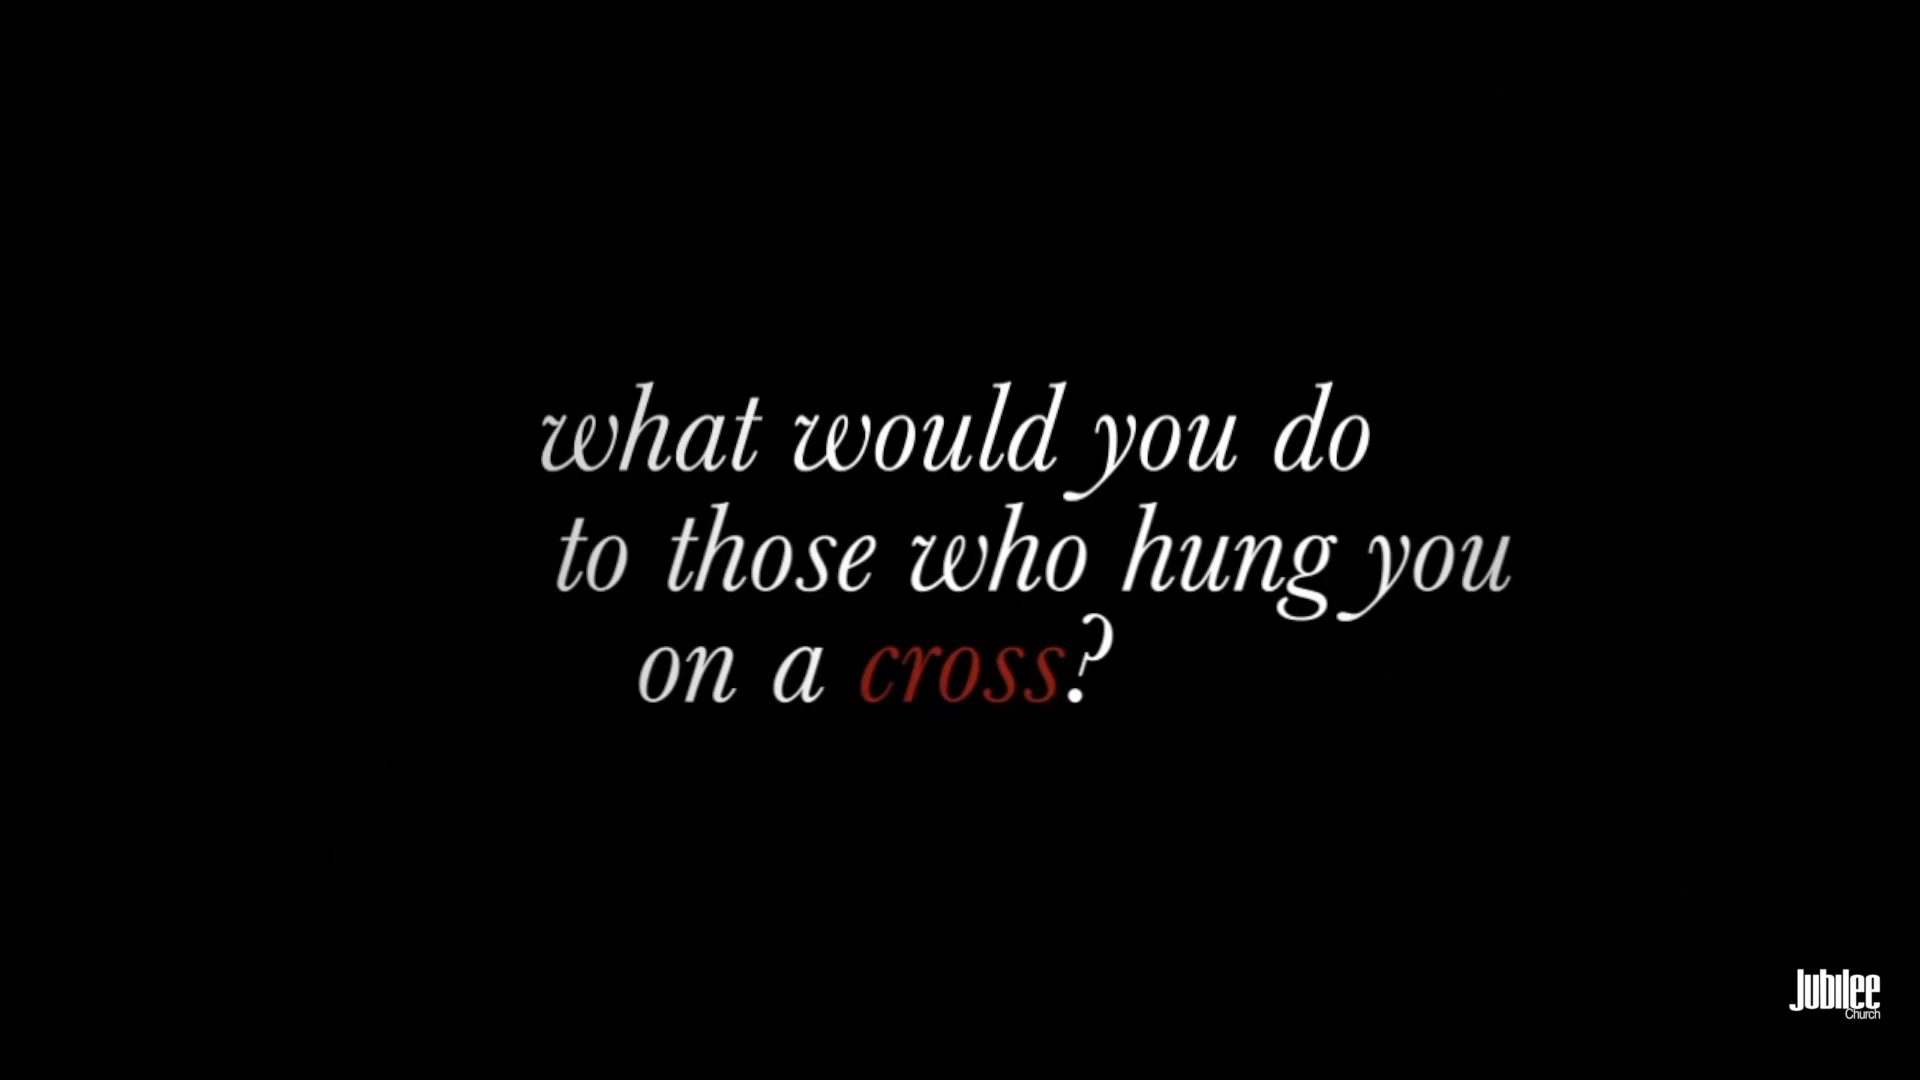 what would you do
to those who hung you
on a cross?
Jubilee
Church